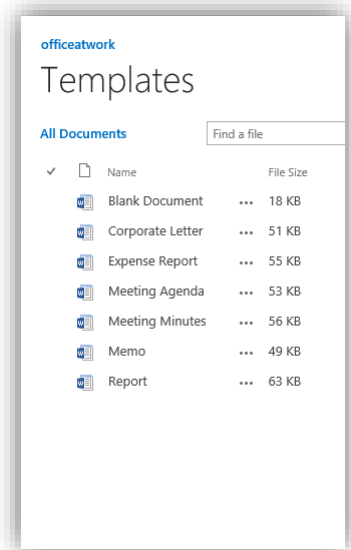 officeatwork
Templates
All Documents Find a file
Name File Size
Blank Document ... 18 KB
Corporate Letter ... 51 KB
Expense Report ... 55 KB
Meeting Agenda ... 53 KB
Meeting Minutes ... 56 KB
Memo ... 49 KB
Report ... 63 KB